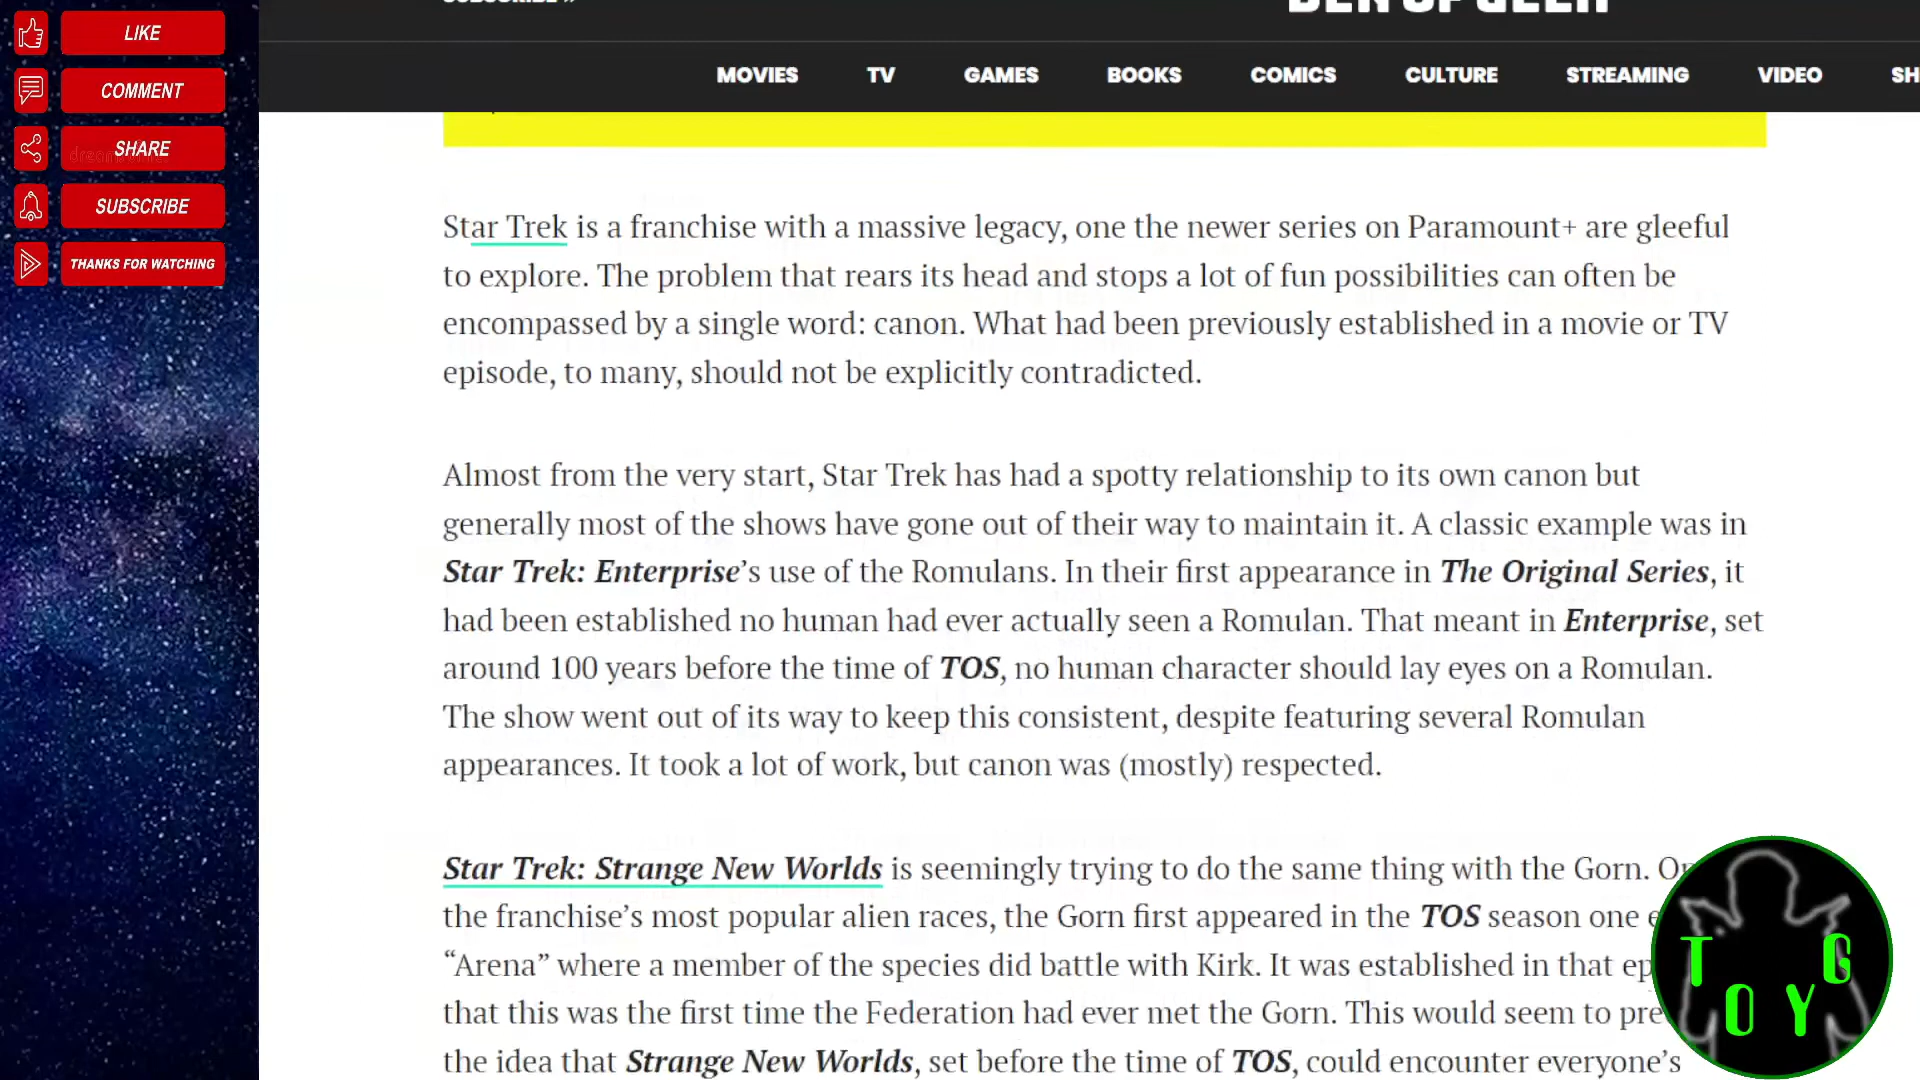 LIKE
COMMENT
SHARE
SUBSCRIBE
THANKS FOR WATCHING
DEN OF GEEK
MOVIES TV GAMES BOOKS COMICS CULTURE STREAMING VIDEO SH
Star Trek is a franchise with a massive legacy, one the newer series on Paramount+ are gleeful
to explore. The problem that rears its head and stops a lot of fun possibilities can often be
encompassed by a single word: canon. What had been previously established in a movie or TV
episode, to many, should not be explicitly contradicted.
Almost from the very start, Star Trek has had a spotty relationship to its own canon but
generally most of the shows have gone out of their way to maintain it. A classic example was in
Star Trek: Enterprise’s use of the Romulans. In their first appearance in The Original Series, it
had been established no human had ever actually seen a Romulan. That meant in Enterprise, set
around 100 years before the time of TOS, no human character should lay eyes on a Romulan.
The show went out of its way to keep this consistent, despite featuring several Romulan
appearances. It took a lot of work, but canon was (mostly) respected.
Star Trek: Strange New Worlds is seemingly trying to do the same thing with the Gorn.
the franchise’s most popular alien races, the Gorn first appeared in the TOS season one
“Arena” where a member of the species did battle with Kirk. It was established in that
that this was the first time the Federation had ever met the Gorn. This would seem to
the idea that Strange New Worlds, set before the time of TOS, could encounter everyone’s
T O Y G